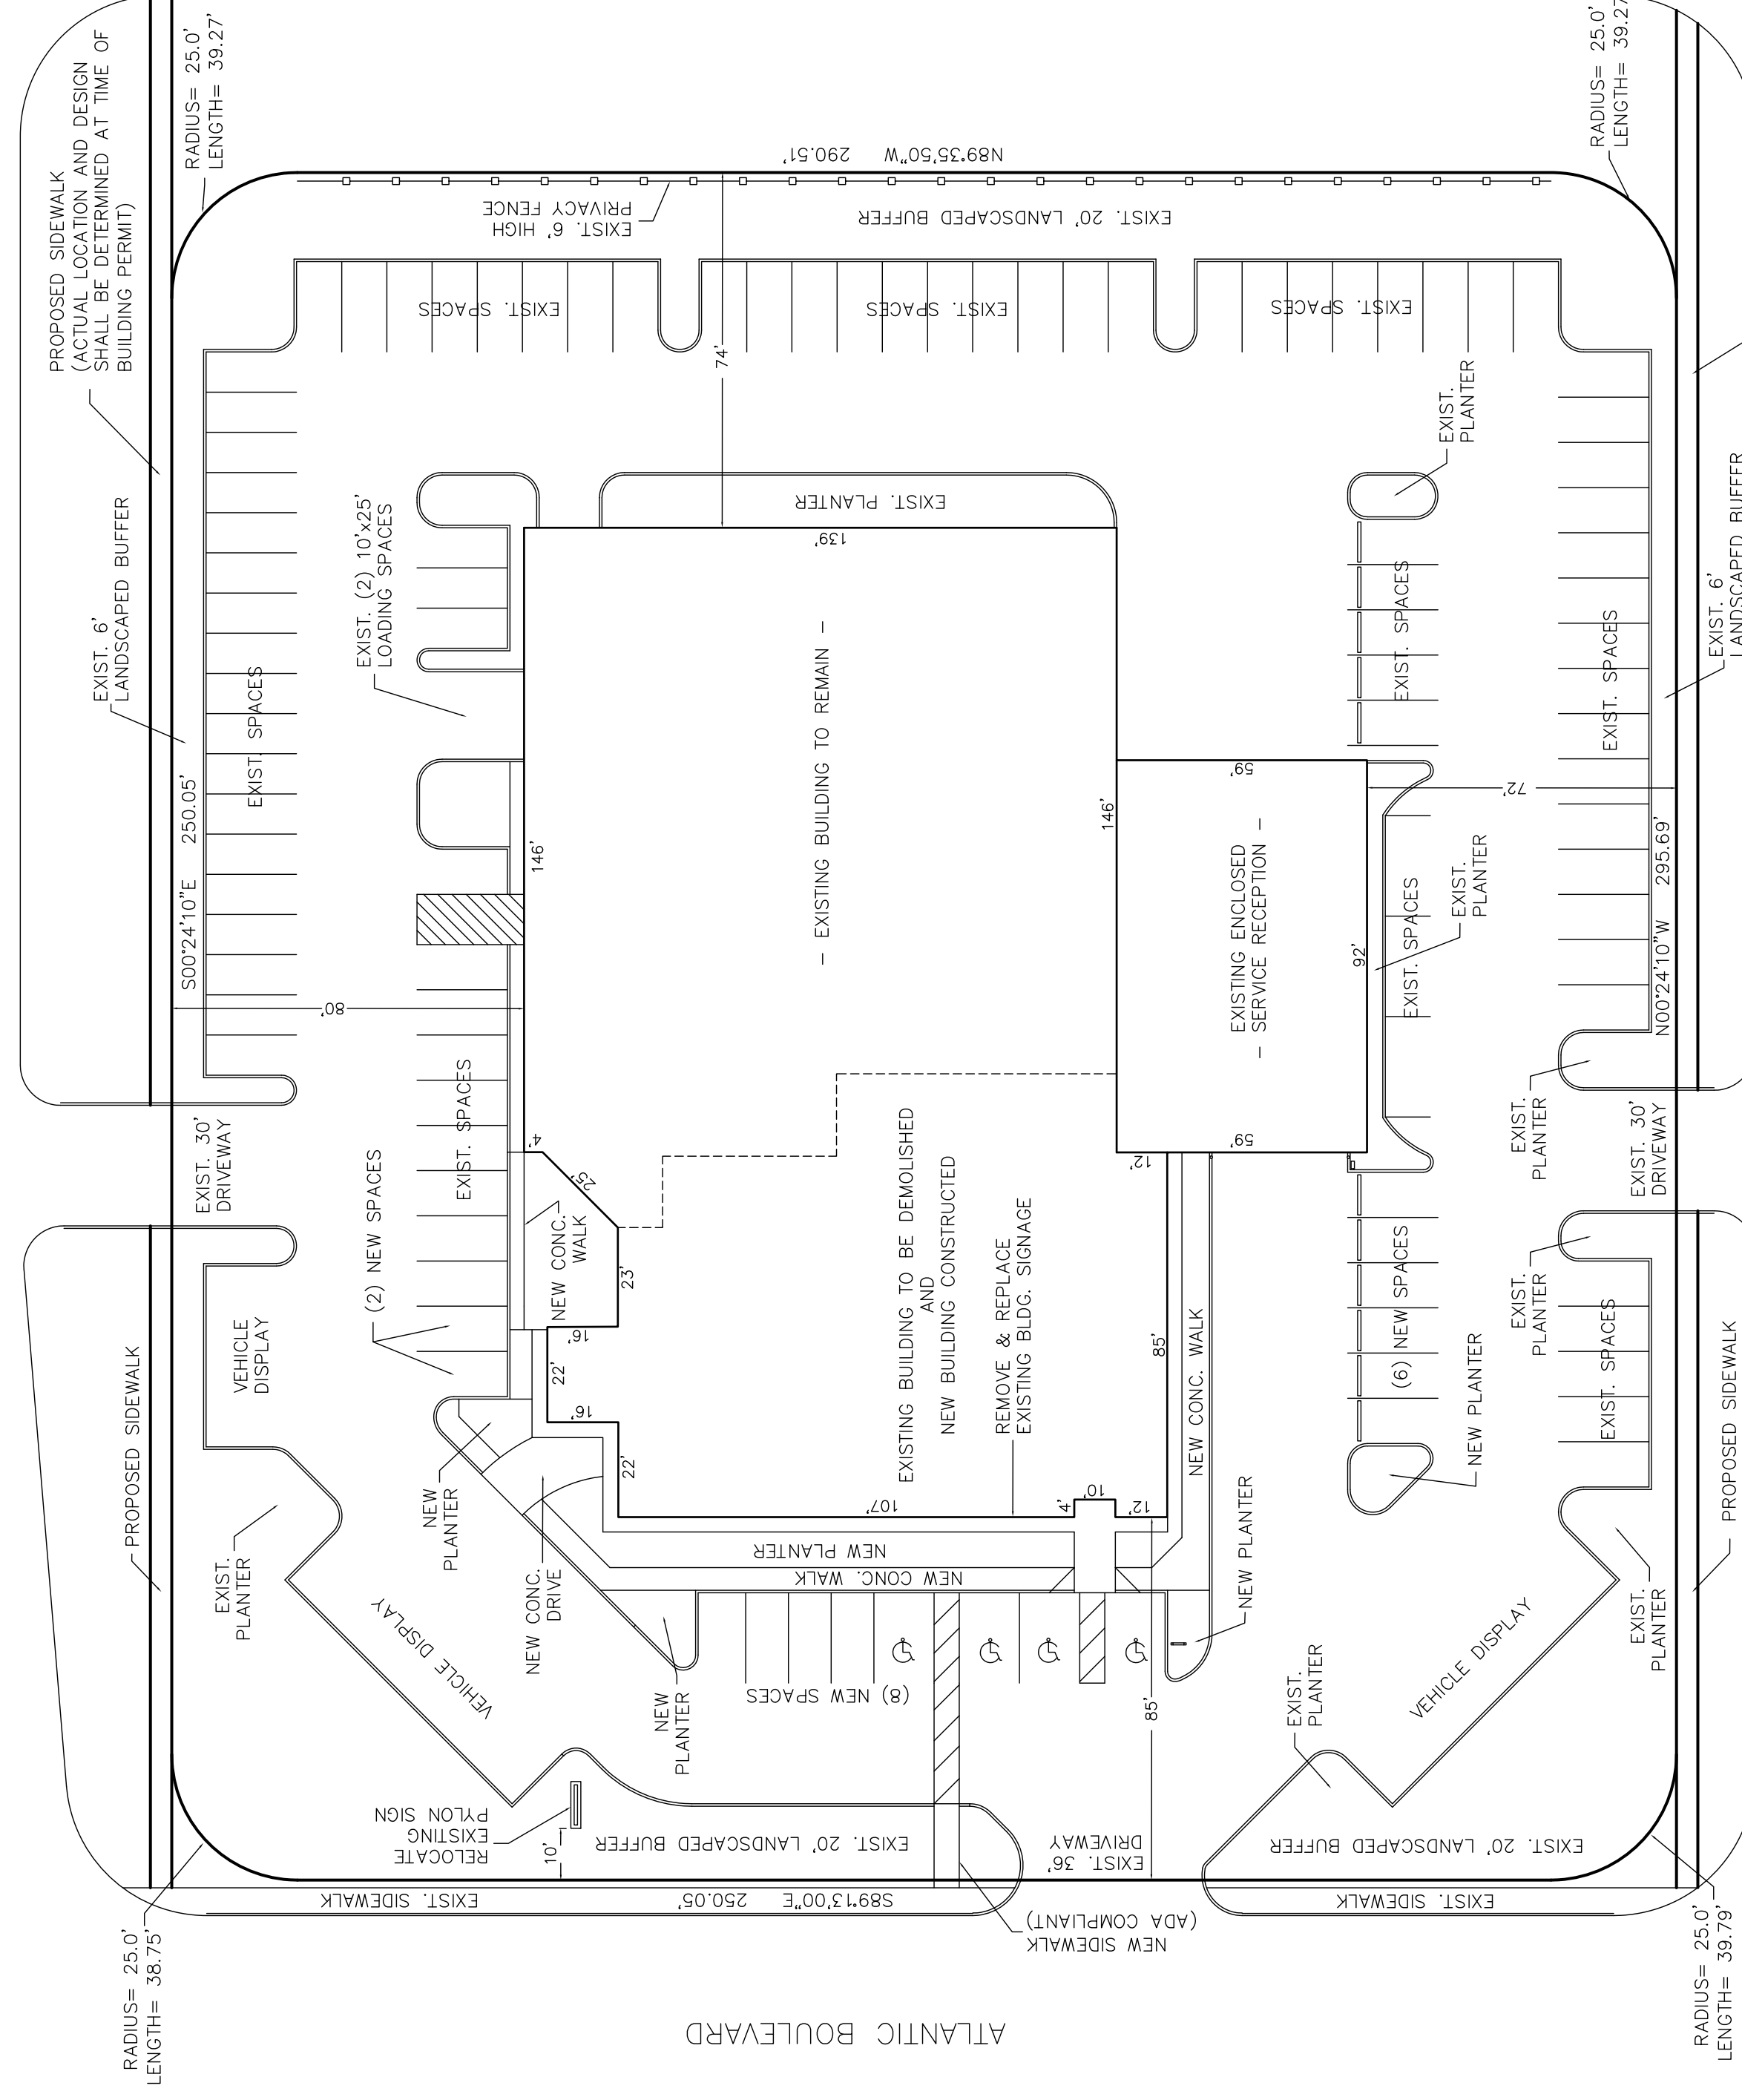 PROPOSED SIDEWALK
(ACTUAL LOCATION AND DESIGN
SHALL BE DETERMINED AT TIME OF
BUILDING PERMIT)
RADIUS= 25.0'
LENGTH= 39.27'
RADIUS= 25.0'
LENGTH= 39.27'
N89°35'50"W 290.51'
EXIST. 6' HIGH
PRIVACY FENCE
EXIST. 20' LANDSCAPED BUFFER
EXIST. SPACES
EXIST. SPACES
EXIST. SPACES
74'
EXIST. 6'
LANDSCAPED BUFFER
EXIST. (2) 10'x25'
LOADING SPACES
EXIST. PLANTER
EXIST.
PLANTER
139'
EXIST. SPACES
S00°24'10"E 250.05'
146'
- EXISTING BUILDING TO REMAIN -
146'
EXIST. SPACES
EXIST. SPACES
EXIST. 6'
LANDSCAPED BUFFER
59'
72'
80'
EXISTING ENCLOSED
- SERVICE RECEPTION -
92'
EXIST. SPACES
EXIST.
PLANTER
N00°24'10"W 295.69'
EXIST. 30'
DRIVEWAY
EXIST. SPACES
4'
25'
59'
12'
EXIST.
PLANTER
EXIST. 30'
DRIVEWAY
(2) NEW SPACES
NEW CONC.
WALK
23'
16'
22'
16'
22'
EXISTING BUILDING TO BE DEMOLISHED
AND
NEW BUILDING CONSTRUCTED
REMOVE & REPLACE
EXISTING BLDG. SIGNAGE
85'
NEW CONC. WALK
(6) NEW SPACES
EXIST.
PLANTER
EXIST. SPACES
PROPOSED SIDEWALK
VEHICLE
DISPLAY
NEW
PLANTER
107'
4'
10'
12'
NEW PLANTER
PROPOSED SIDEWALK
EXIST.
PLANTER
NEW CONC.
DRIVE
NEW PLANTER
NEW CONC. WALK
NEW PLANTER
EXIST.
PLANTER
VEHICLE DISPLAY
NEW
PLANTER
(8) NEW SPACES
85'
EXIST.
PLANTER
VEHICLE DISPLAY
RELOCATE
EXISTING
PYLON SIGN
10'
EXIST. 20' LANDSCAPED BUFFER
EXIST. 36'
DRIVEWAY
EXIST. 20' LANDSCAPED BUFFER
EXIST. SIDEWALK
S89°13'00"E 250.05'
EXIST. SIDEWALK
NEW SIDEWALK
(ADA COMPLIANT)
RADIUS= 25.0'
LENGTH= 38.75'
RADIUS= 25.0'
LENGTH= 39.79'
ATLANTIC BOULEVARD